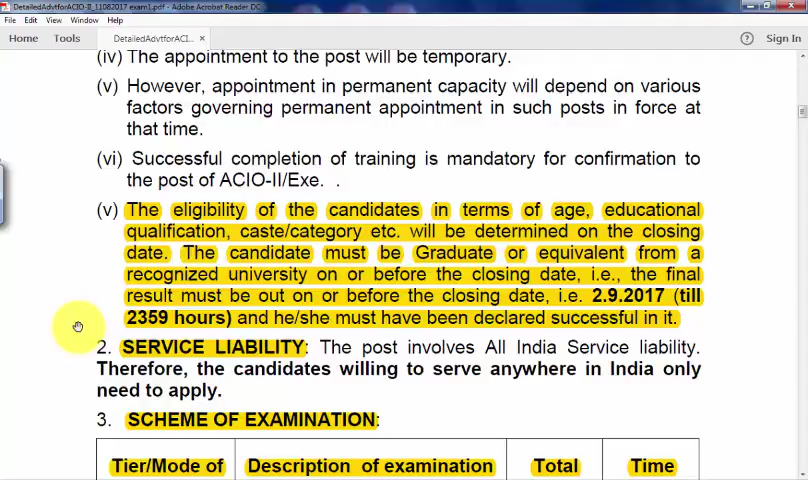 DetailedAdvtforACIO-II_11082017 exam1.pdf - Adobe Acrobat Reader DC
File Edit View Window Help
Home Tools DetailedAdvtforACI... × ? Sign In
(iv) The appointment to the post will be temporary.
(v) However, appointment in permanent capacity will depend on various
factors governing permanent appointment in such posts in force at
that time.
(vi) Successful completion of training is mandatory for confirmation to
the post of ACIO-II/Exe. .
(v) The eligibility of the candidates in terms of age, educational
qualification, caste/category etc. will be determined on the closing
date. The candidate must be Graduate or equivalent from a
recognized university on or before the closing date, i.e., the final
result must be out on or before the closing date, i.e. 2.9.2017 (till
2359 hours) and he/she must have been declared successful in it.
2. SERVICE LIABILITY: The post involves All India Service liability.
Therefore, the candidates willing to serve anywhere in India only
need to apply.
3. SCHEME OF EXAMINATION:
Tier/Mode of Description of examination Total Time